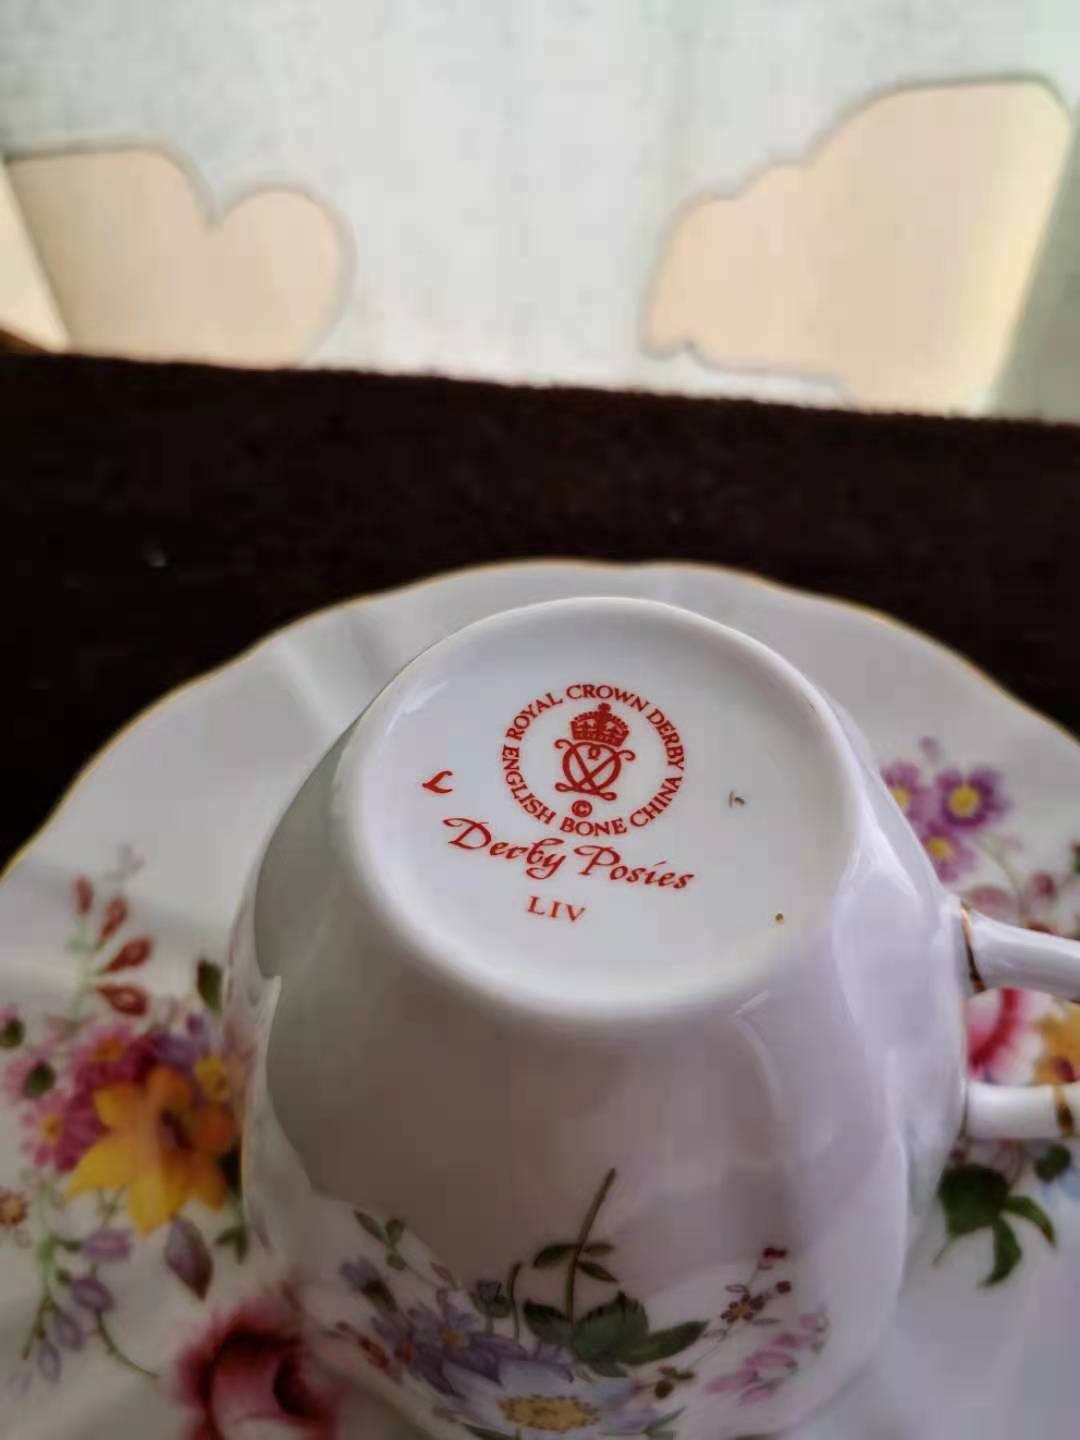 ROYAL CROWN DERBY
ENGLISH BONE CHINA
©
L
Derby Posies
LIV